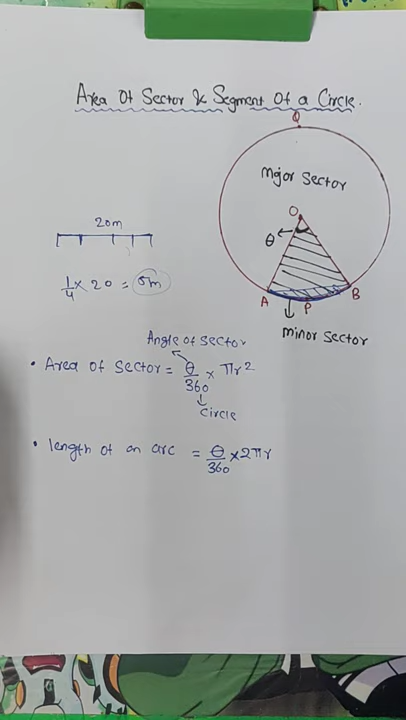 Area Of Sector & Segment Of a Circle.
Q
Major Sector
O
θ
20m
1/4 × 20 = 5m
A
P
B
minor Sector
Angle of Sector
• Area of Sector = θ/360 × πr²
Circle
• length of an arc = θ/360 × 2πr